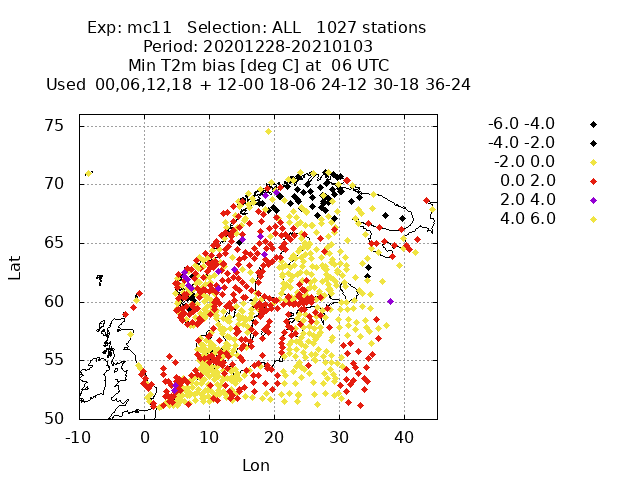 Exp: mc11   Selection: ALL   1027 stations
Period: 20201228-20210103
Min T2m bias [deg C] at  06 UTC
Used  00,06,12,18  + 12-00 18-06 24-12 30-18 36-24
-6.0 -4.0
-4.0 -2.0
-2.0 0.0
0.0 2.0
2.0 4.0
4.0 6.0
75
70
65
60
55
50
Lat
-10 0 10 20 30 40
Lon